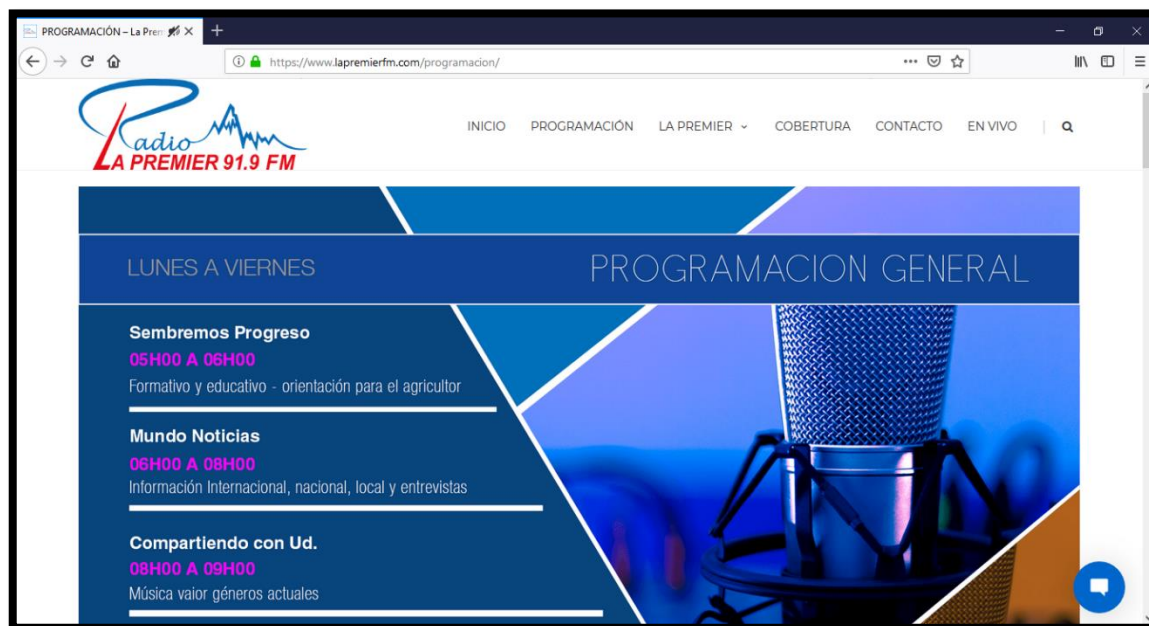 PROGRAMACIÓN – La Prem
https://www.lapremierfm.com/programacion/
Radio
LA PREMIER 91.9 FM
INICIO PROGRAMACIÓN LA PREMIER COBERTURA CONTACTO EN VIVO
LUNES A VIERNES
PROGRAMACION GENERAL
Sembremos Progreso
05H00 A 06H00
Formativo y educativo - orientación para el agricultor
Mundo Noticias
06H00 A 08H00
Información Internacional, nacional, local y entrevistas
Compartiendo con Ud.
08H00 A 09H00
Música vaior géneros actuales